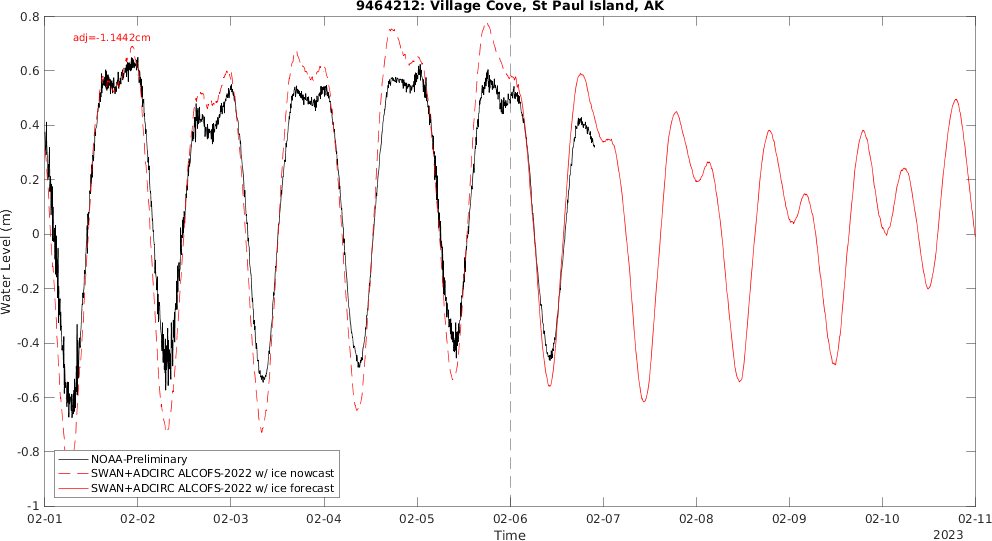 9464212: Village Cove, St Paul Island, AK
adj=-1.1442cm
0.8
0.6
0.4
0.2
0
-0.2
-0.4
-0.6
-0.8
-1
Water Level (m)
NOAA-Preliminary
SWAN+ADCIRC ALCOFS-2022 w/ ice nowcast
SWAN+ADCIRC ALCOFS-2022 w/ ice forecast
02-01 02-02 02-03 02-04 02-05 02-06 02-07 02-08 02-09 02-10 02-11
Time
2023